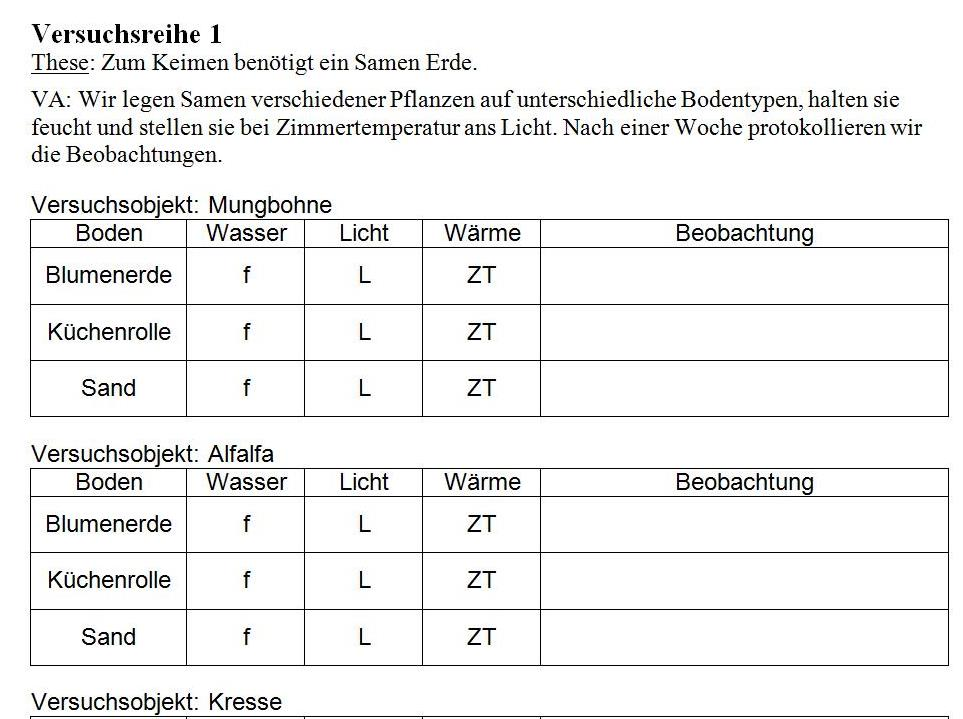 Versuchsreihe 1
These: Zum Keimen benötigt ein Samen Erde.
VA: Wir legen Samen verschiedener Pflanzen auf unterschiedliche Bodentypen, halten sie
feucht und stellen sie bei Zimmertemperatur ans Licht. Nach einer Woche protokollieren wir
die Beobachtungen.
Versuchsobjekt: Mungbohne
Boden Wasser Licht Wärme Beobachtung
Blumenerde f L ZT
Küchenrolle f L ZT
Sand f L ZT
Versuchsobjekt: Alfalfa
Boden Wasser Licht Wärme Beobachtung
Blumenerde f L ZT
Küchenrolle f L ZT
Sand f L ZT
Versuchsobjekt: Kresse